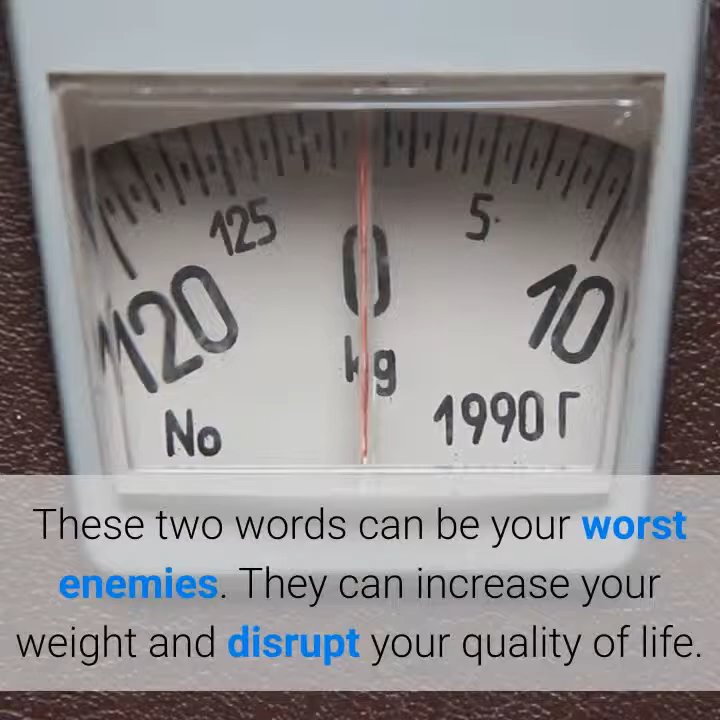 125
5
120
0
10
kg
No
1990 Г
These two words can be your worst
enemies. They can increase your
weight and disrupt your quality of life.